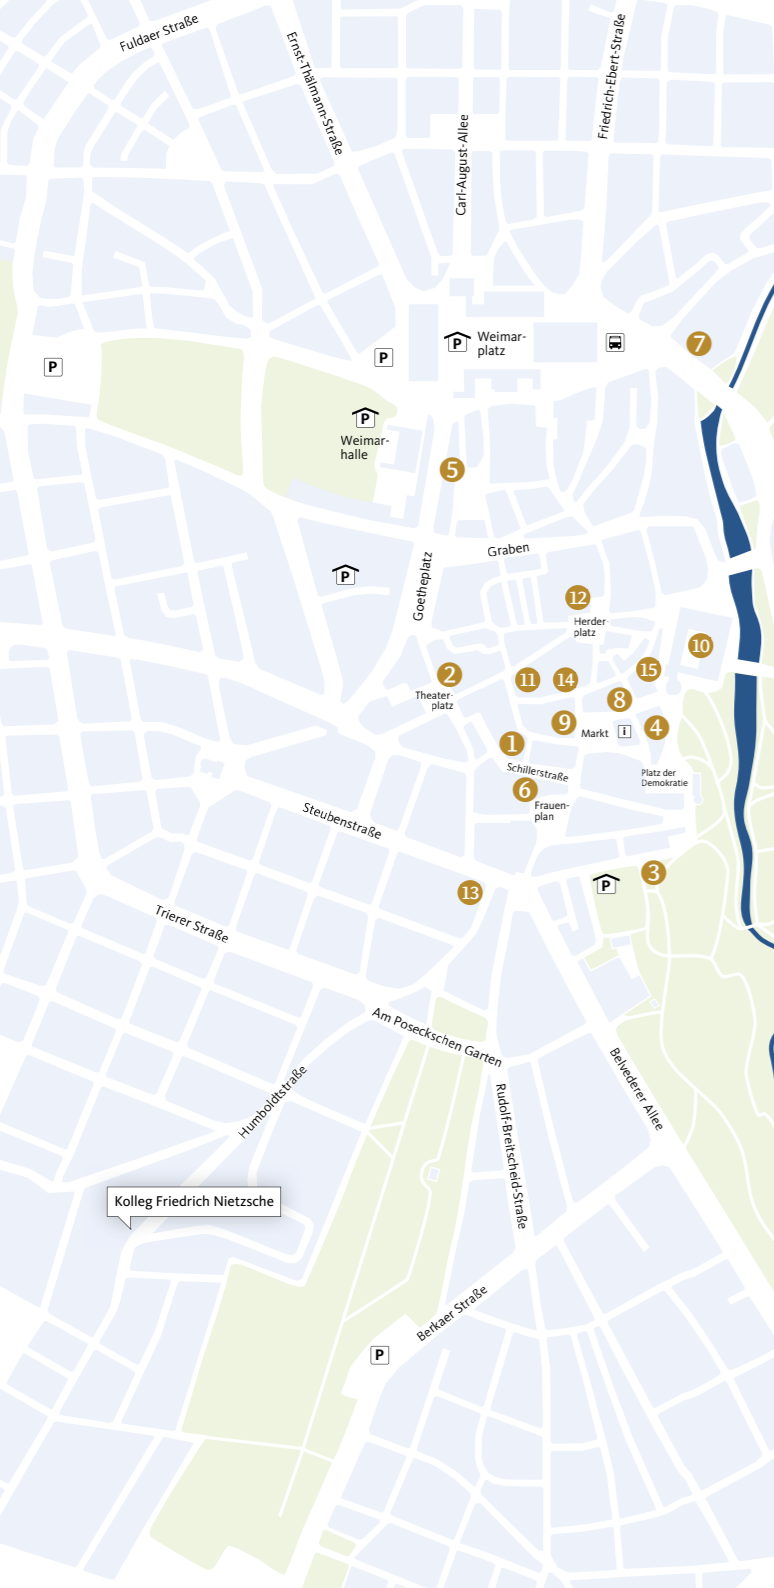 Fuldaer Straße
Ernst-Thälmann-Straße
Friedrich-Ebert-Straße
Carl-August-Allee
P
Weimar-
platz
7
P
P
P
Weimar-
halle
5
Graben
P
Goetheplatz
12
Herder
platz
10
2
11
14
15
Theater-
platz
8
9
Markt
i
4
1
Schillerstraße
Platz der
Demokratie
6
Frauen-
plan
Steubenstraße
3
P
13
Trierer Straße
Am Poseckschen Garten
Humboldtstraße
Belvederer Allee
Rudolf-Breitscheid-Straße
Kolleg Friedrich Nietzsche
Berkaer Straße
P